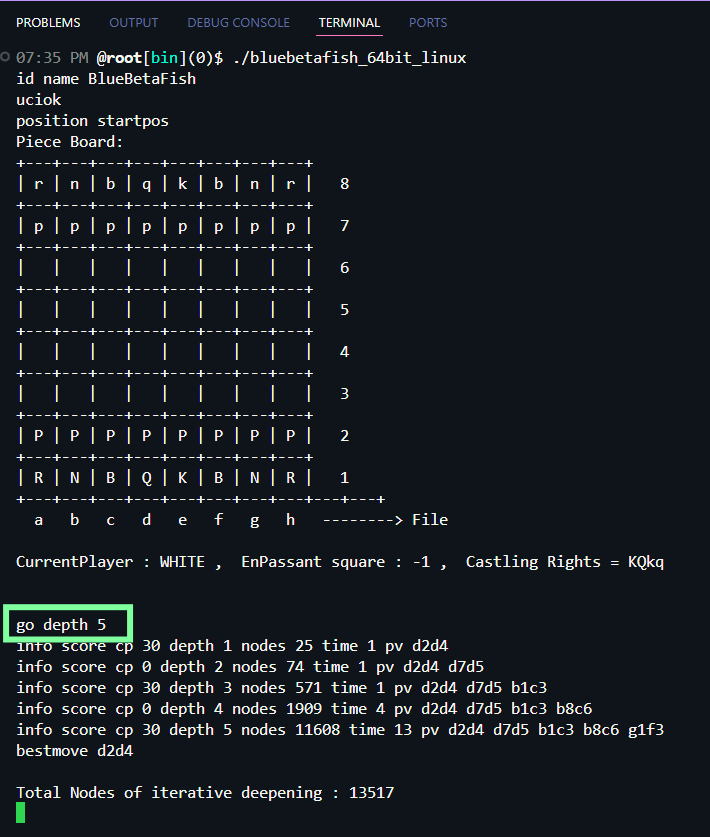 PROBLEMS OUTPUT DEBUG CONSOLE TERMINAL PORTS
07:35 PM @root[bin](0)$ ./bluebetafish_64bit_linux
id name BlueBetaFish
uciok
position startpos
Piece Board:
+---+---+---+---+---+---+---+---+
| r | n | b | q | k | b | n | r |   8
+---+---+---+---+---+---+---+---+
| p | p | p | p | p | p | p | p |   7
+---+---+---+---+---+---+---+---+
|   |   |   |   |   |   |   |   |   6
+---+---+---+---+---+---+---+---+
|   |   |   |   |   |   |   |   |   5
+---+---+---+---+---+---+---+---+
|   |   |   |   |   |   |   |   |   4
+---+---+---+---+---+---+---+---+
|   |   |   |   |   |   |   |   |   3
+---+---+---+---+---+---+---+---+
| P | P | P | P | P | P | P | P |   2
+---+---+---+---+---+---+---+---+
| R | N | B | Q | K | B | N | R |   1
+---+---+---+---+---+---+---+---+---+---+
  a   b   c   d   e   f   g   h   --------> File
CurrentPlayer : WHITE ,  EnPassant square : -1 ,  Castling Rights = KQkq
go depth 5
info score cp 30 depth 1 nodes 25 time 1 pv d2d4
info score cp 0 depth 2 nodes 74 time 1 pv d2d4 d7d5
info score cp 30 depth 3 nodes 571 time 1 pv d2d4 d7d5 b1c3
info score cp 0 depth 4 nodes 1909 time 4 pv d2d4 d7d5 b1c3 b8c6
info score cp 30 depth 5 nodes 11608 time 13 pv d2d4 d7d5 b1c3 b8c6 g1f3
bestmove d2d4
Total Nodes of iterative deepening : 13517